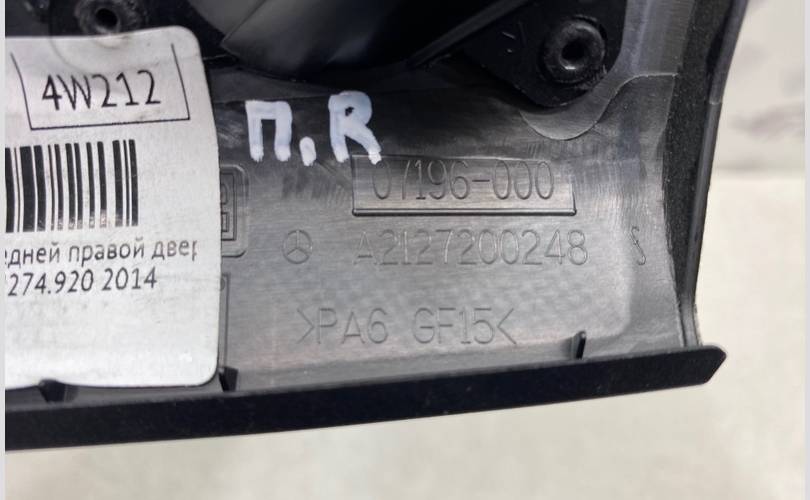 4W212
П.R
07196-000
A2127200248
дней правой двер
274.920 2014
>PA6 GF15<